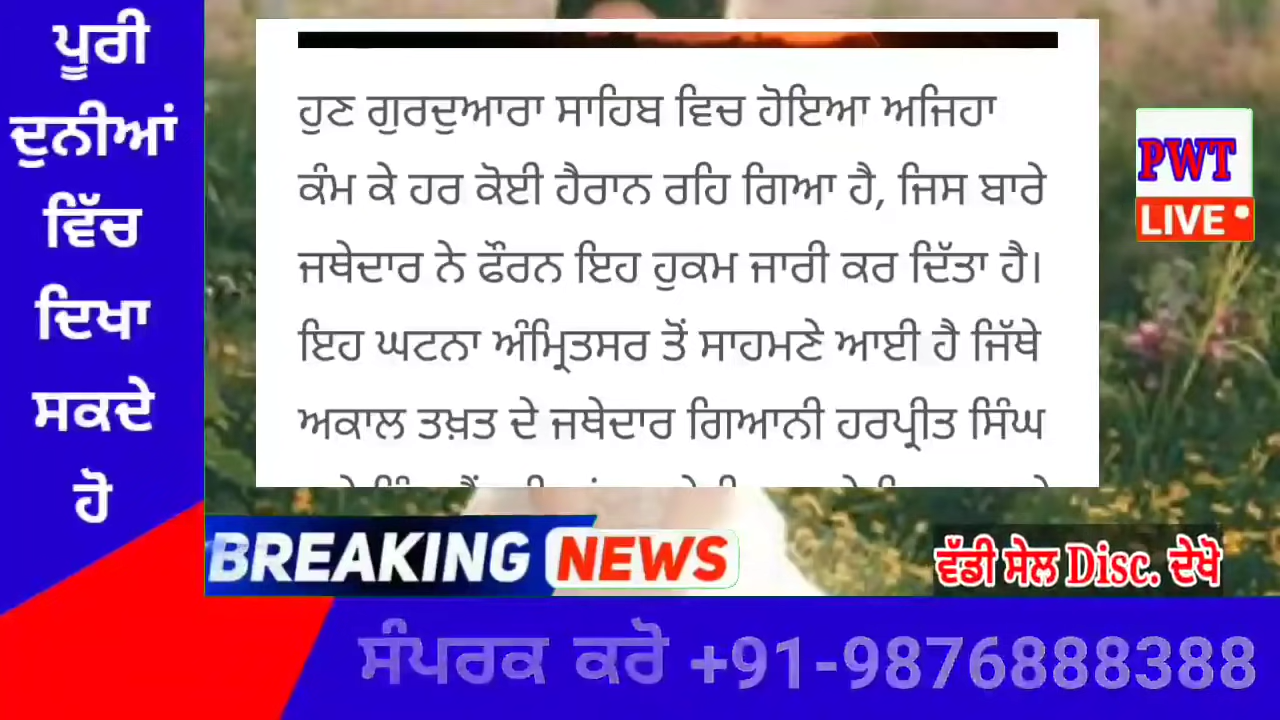 ਪੂਰੀ
ਦੁਨੀਆਂ
ਵਿੱਚ
ਦਿਖਾ
ਸਕਦੇ
ਹੋ
ਹੁਣ ਗੁਰਦੁਆਰਾ ਸਾਹਿਬ ਵਿਚ ਹੋਇਆ ਅਜਿਹਾ
ਕੰਮ ਕੇ ਹਰ ਕੋਈ ਹੈਰਾਨ ਰਹਿ ਗਿਆ ਹੈ, ਜਿਸ ਬਾਰੇ
ਜਥੇਦਾਰ ਨੇ ਫੌਰਨ ਇਹ ਹੁਕਮ ਜਾਰੀ ਕਰ ਦਿੱਤਾ ਹੈ।
ਇਹ ਘਟਨਾ ਅੰਮ੍ਰਿਤਸਰ ਤੋਂ ਸਾਹਮਣੇ ਆਈ ਹੈ ਜਿੱਥੇ
ਅਕਾਲ ਤਖ਼ਤ ਦੇ ਜਥੇਦਾਰ ਗਿਆਨੀ ਹਰਪ੍ਰੀਤ ਸਿੰਘ
PWT
LIVE
BREAKING NEWS
ਵੱਡੀ ਸੇਲ Disc. ਦੇਖੋ
ਸੰਪਰਕ ਕਰੋ +91-9876888388